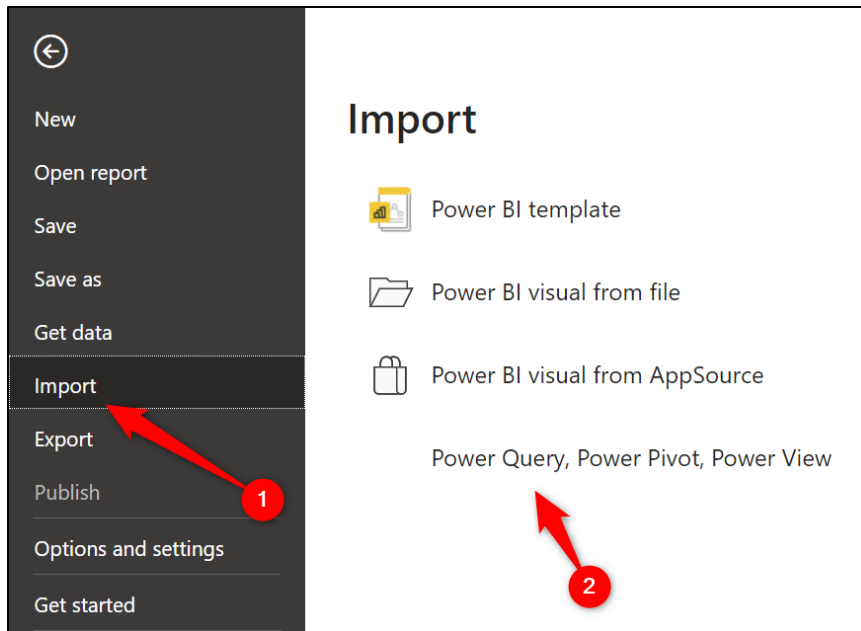 New
Open report
Save
Save as
Get data
Import
Export
Publish
Options and settings
Get started
Import
Power BI template
Power BI visual from file
Power BI visual from AppSource
Power Query, Power Pivot, Power View
1
2